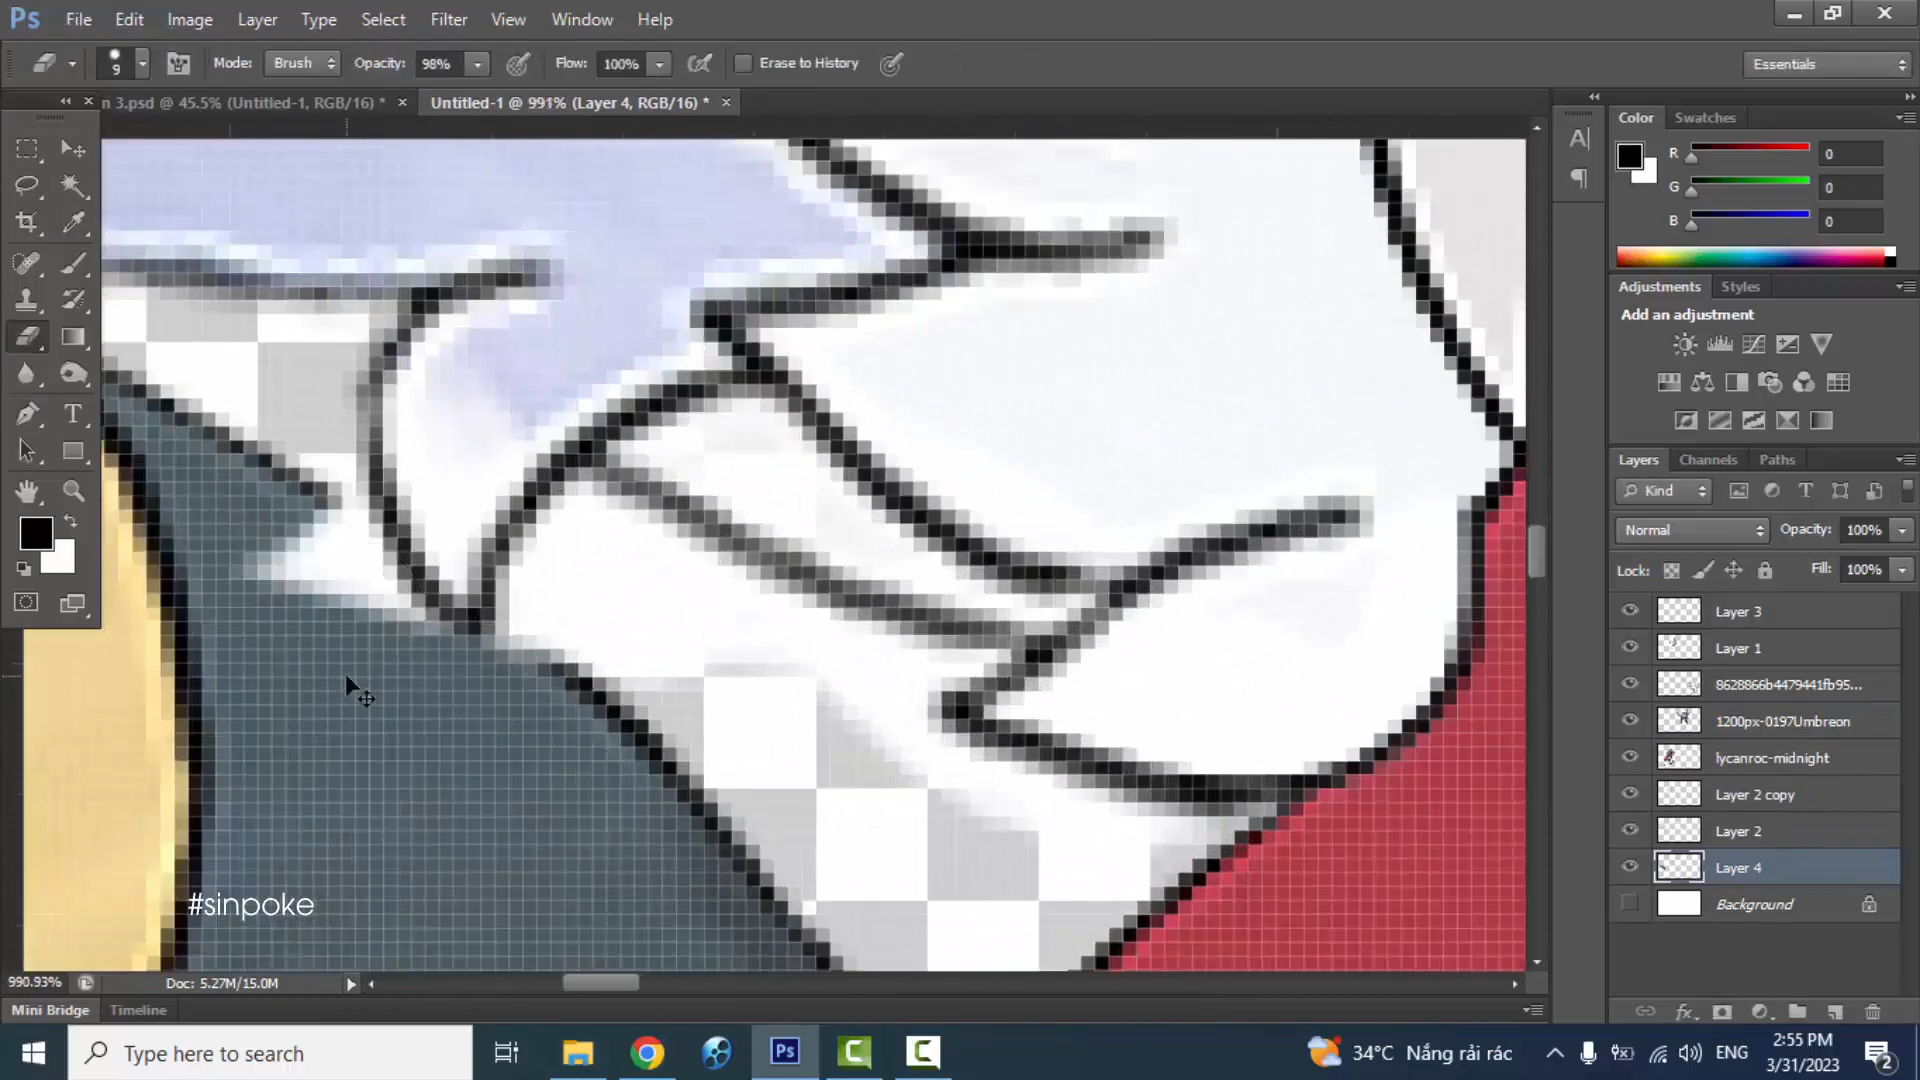 Ps File Edit Image Layer Type Select Filter View Window Help
9 Mode: Brush Opacity: 98% Flow: 100% Erase to History Essentials
n 3.psd @ 45.5% (Untitled-1, RGB/16) * × Untitled-1 @ 991% (Layer 4, RGB/16) * ×
Color Swatches
R 0
G 0
B 0
Adjustments Styles
Add an adjustment
Layers Channels Paths
Kind
Normal Opacity: 100%
Lock: Fill: 100%
Layer 3
Layer 1
8628866b4479441fb95...
1200px-0197Umbreon
lycanroc-midnight
Layer 2 copy
Layer 2
Layer 4
Background
#sinpoke
990.93% Doc: 5.27M/15.0M
Mini Bridge Timeline
Type here to search
Ps
34°C Nắng rải rác
ENG
2:55 PM
3/31/2023
2